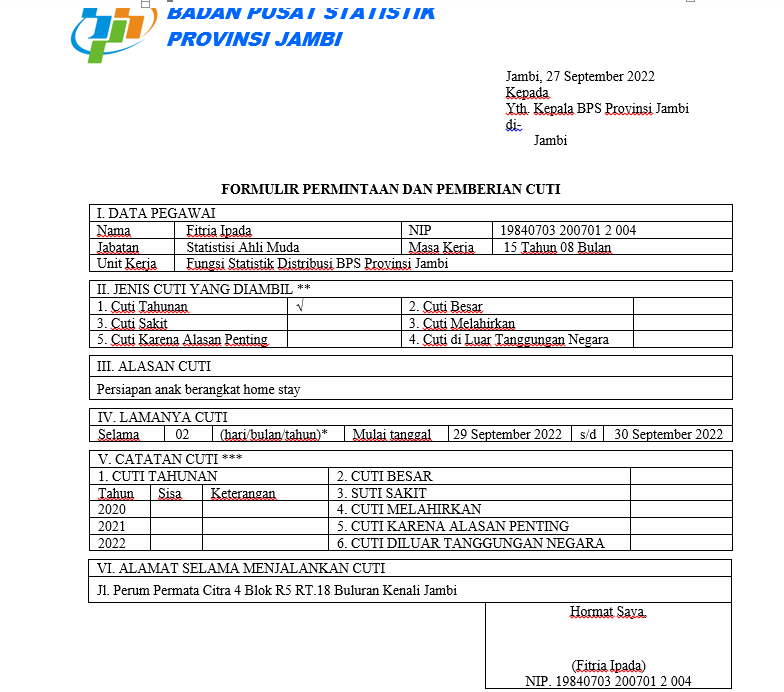 BADAN PUSAT STATISTIK
PROVINSI JAMBI
Jambi, 27 September 2022
Kepada
Yth. Kepala BPS Provinsi Jambi
di-
Jambi
FORMULIR PERMINTAAN DAN PEMBERIAN CUTI
I. DATA PEGAWAI
Nama Fitria Ipada NIP 19840703 200701 2 004
Jabatan Statistisi Ahli Muda Masa Kerja 15 Tahun 08 Bulan
Unit Kerja Fungsi Statistik Distribusi BPS Provinsi Jambi
II. JENIS CUTI YANG DIAMBIL **
1. Cuti Tahunan √ 2. Cuti Besar
3. Cuti Sakit 3. Cuti Melahirkan
5. Cuti Karena Alasan Penting 4. Cuti di Luar Tanggungan Negara
III. ALASAN CUTI
Persiapan anak berangkat home stay
IV. LAMANYA CUTI
Selama 02 (hari/bulan/tahun)* Mulai tanggal 29 September 2022 s/d 30 September 2022
V. CATATAN CUTI ***
1. CUTI TAHUNAN 2. CUTI BESAR
Tahun Sisa Keterangan 3. SUTI SAKIT
2020 4. CUTI MELAHIRKAN
2021 5. CUTI KARENA ALASAN PENTING
2022 6. CUTI DILUAR TANGGUNGAN NEGARA
VI. ALAMAT SELAMA MENJALANKAN CUTI
Jl. Perum Permata Citra 4 Blok R5 RT.18 Buluran Kenali Jambi
Hormat Saya,
(Fitria Ipada)
NIP. 19840703 200701 2 004